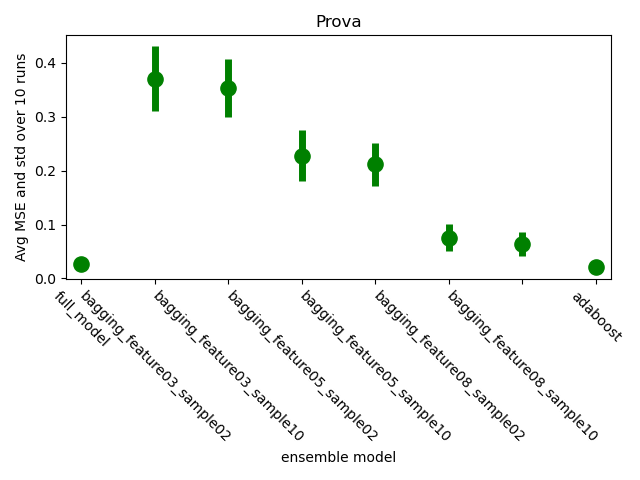 Prova
Avg MSE and std over 10 runs
0.4
0.3
0.2
0.1
0.0
full_model
bagging_feature03_sample02
bagging_feature03_sample10
bagging_feature05_sample02
bagging_feature05_sample10
bagging_feature08_sample02
bagging_feature08_sample10
adaboost
ensemble model